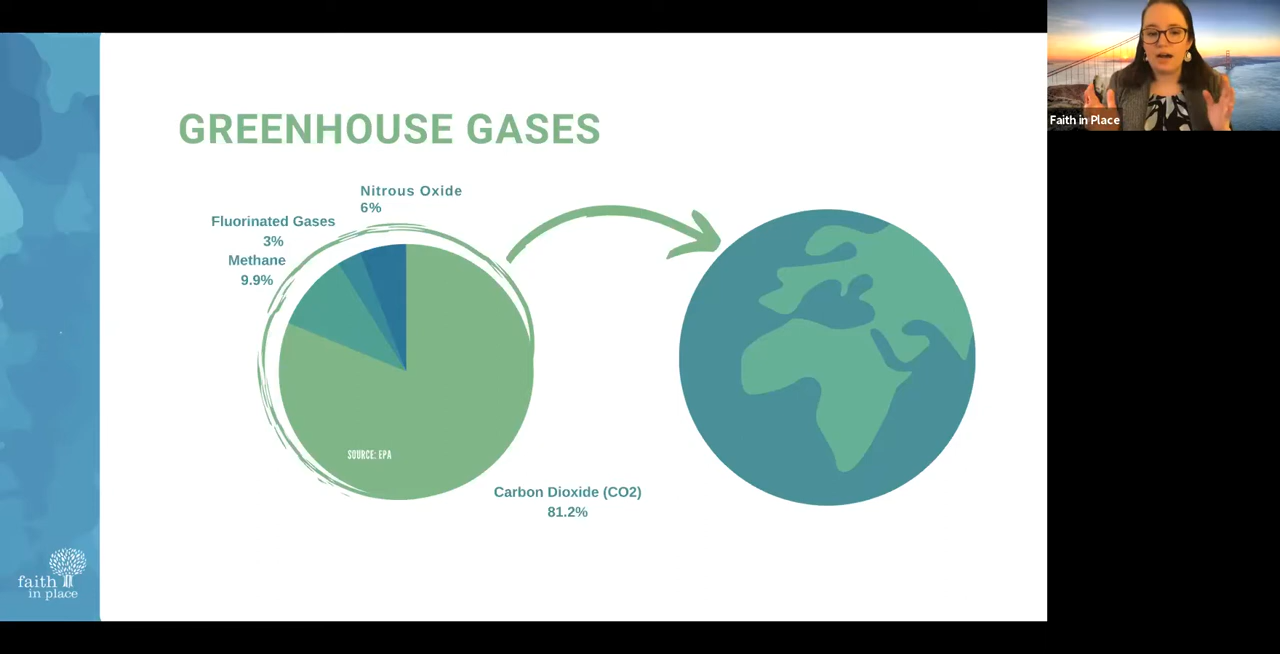 GREENHOUSE GASES
Nitrous Oxide
6%
Fluorinated Gases
3%
Methane
9.9%
SOURCE: EPA
Carbon Dioxide (CO2)
81.2%
faith
in place
Faith in Place